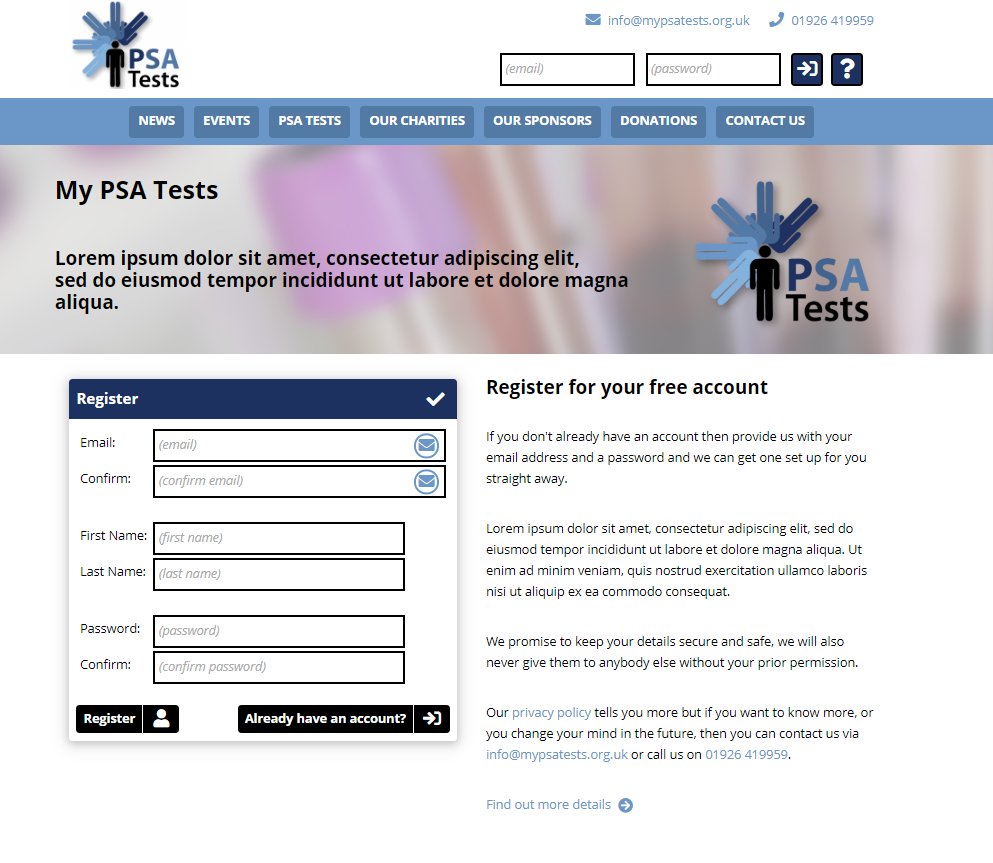 PSA
Tests
info@mypsatests.org.uk 01926 419959
(email) (password) ?
NEWS EVENTS PSA TESTS OUR CHARITIES OUR SPONSORS DONATIONS CONTACT US
My PSA Tests
Lorem ipsum dolor sit amet, consectetur adipiscing elit,
sed do eiusmod tempor incididunt ut labore et dolore magna
aliqua.
PSA
Tests
Register
Email: (email)
Confirm: (confirm email)
First Name: (first name)
Last Name: (last name)
Password: (password)
Confirm: (confirm password)
Register Already have an account?
Register for your free account
If you don't already have an account then provide us with your
email address and a password and we can get one set up for you
straight away.
Lorem ipsum dolor sit amet, consectetur adipiscing elit, sed do
eiusmod tempor incididunt ut labore et dolore magna aliqua. Ut
enim ad minim veniam, quis nostrud exercitation ullamco laboris
nisi ut aliquip ex ea commodo consequat.
We promise to keep your details secure and safe, we will also
never give them to anybody else without your prior permission.
Our privacy policy tells you more but if you want to know more, or
you change your mind in the future, then you can contact us via
info@mypsatests.org.uk or call us on 01926 419959.
Find out more details